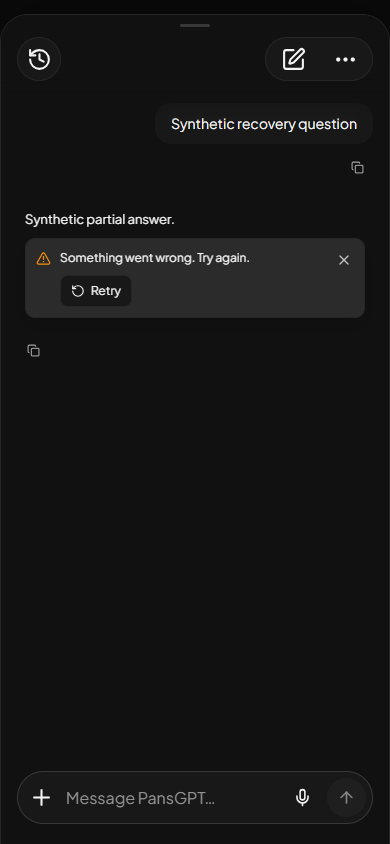 Synthetic recovery question
Synthetic partial answer.
Something went wrong. Try again.
Retry
Message PansGPT...